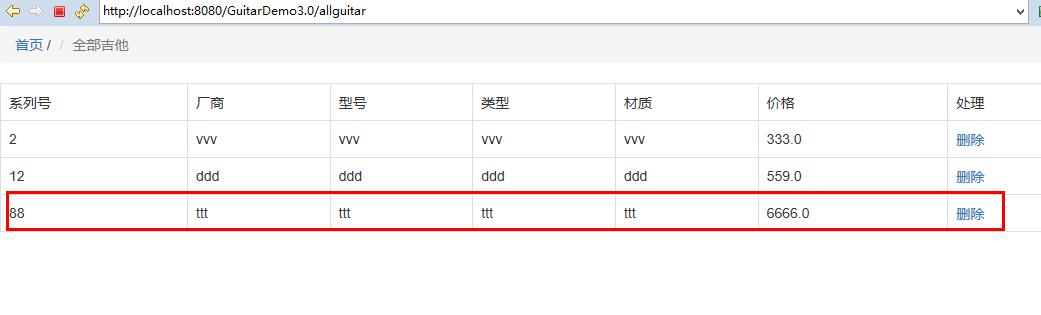 http://localhost:8080/GuitarDemo3.0/allguitar
首页 / / 全部吉他
系列号 厂商 型号 类型 材质 价格 处理
2 vvv vvv vvv vvv 333.0 删除
12 ddd ddd ddd ddd 559.0 删除
88 ttt ttt ttt ttt 6666.0 删除